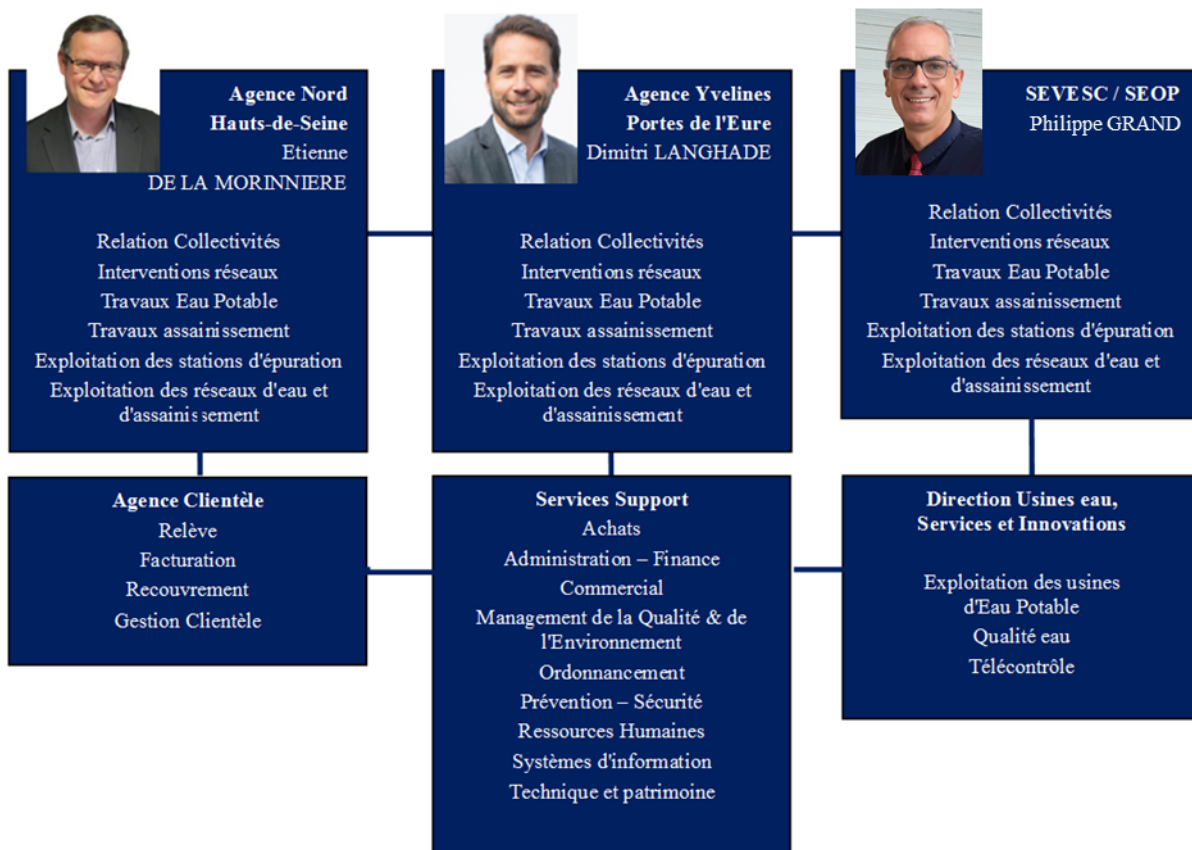 Agence Nord
Hauts-de-Seine
Etienne
DE LA MORINNIERE
Relation Collectivités
Interventions réseaux
Travaux Eau Potable
Travaux assainissement
Exploitation des stations d'épuration
Exploitation des réseaux d'eau et
d'assainissement
Agence Yvelines
Portes de l'Eure
Dimitri LANGHADE
Relation Collectivités
Interventions réseaux
Travaux Eau Potable
Travaux assainissement
Exploitation des stations d'épuration
Exploitation des réseaux d'eau et
d'assainissement
SEVESC / SEOP
Philippe GRAND
Relation Collectivités
Interventions réseaux
Travaux Eau Potable
Travaux assainissement
Exploitation des stations d'épuration
Exploitation des réseaux d'eau et
d'assainissement
Agence Clientèle
Relève
Facturation
Recouvrement
Gestion Clientèle
Services Support
Achats
Administration – Finance
Commercial
Management de la Qualité & de
l'Environnement
Ordonnancement
Prévention – Sécurité
Ressources Humaines
Systèmes d'information
Technique et patrimoine
Direction Usines eau,
Services et Innovations
Exploitation des usines
d'Eau Potable
Qualité eau
Télécontrôle